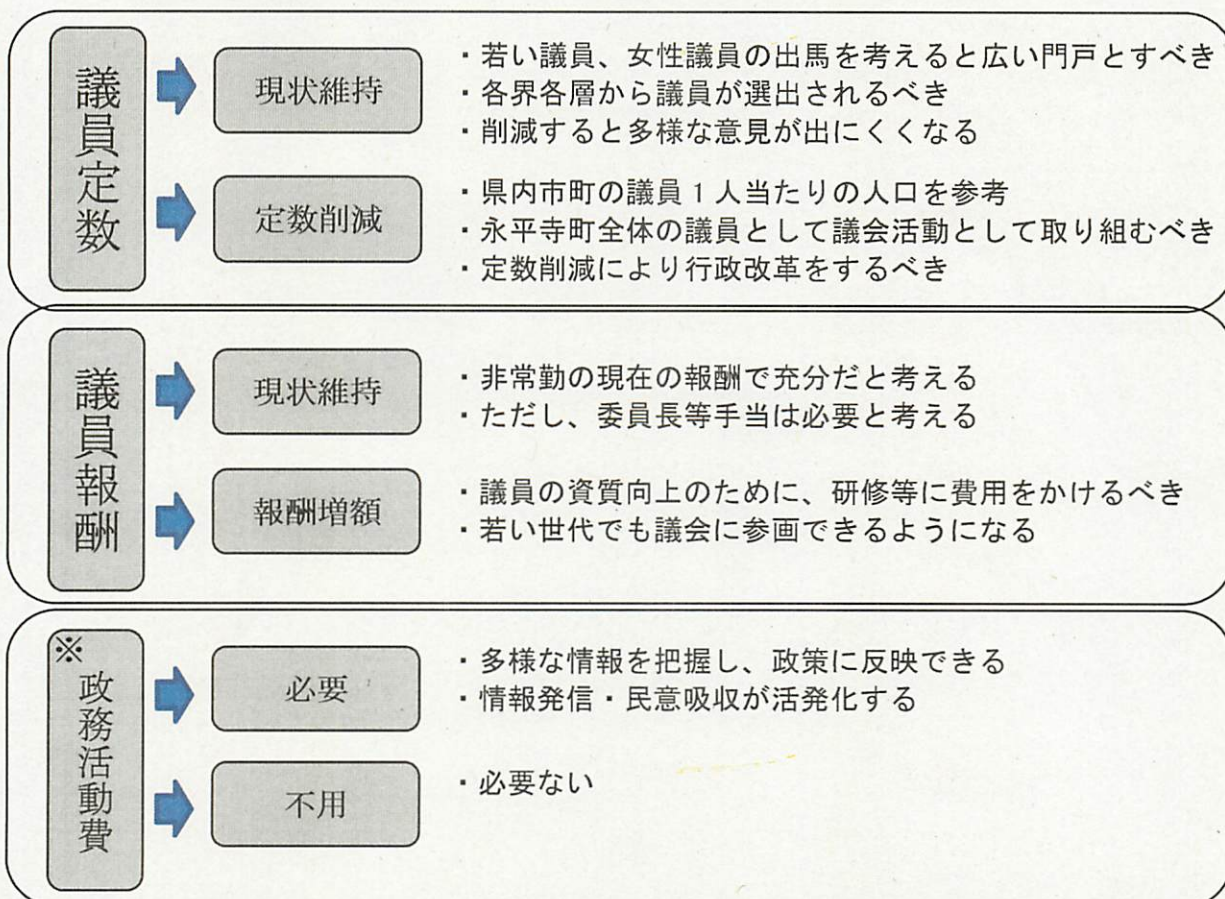 議員定数
現状維持
・若い議員、女性議員の出馬を考えると広い門戸とすべき
・各界各層から議員が選出されるべき
・削減すると多様な意見が出にくくなる
定数削減
・県内市町の議員1人当たりの人口を参考
・永平寺町全体の議員として議会活動として取り組むべき
・定数削減により行政改革をするべき
議員報酬
現状維持
・非常勤の現在の報酬で充分だと考える
・ただし、委員長等手当は必要と考える
報酬増額
・議員の資質向上のために、研修等に費用をかけるべき
・若い世代でも議会に参画できるようになる
※政務活動費
必要
・多様な情報を把握し、政策に反映できる
・情報発信・民意吸収が活発化する
不用
・必要ない